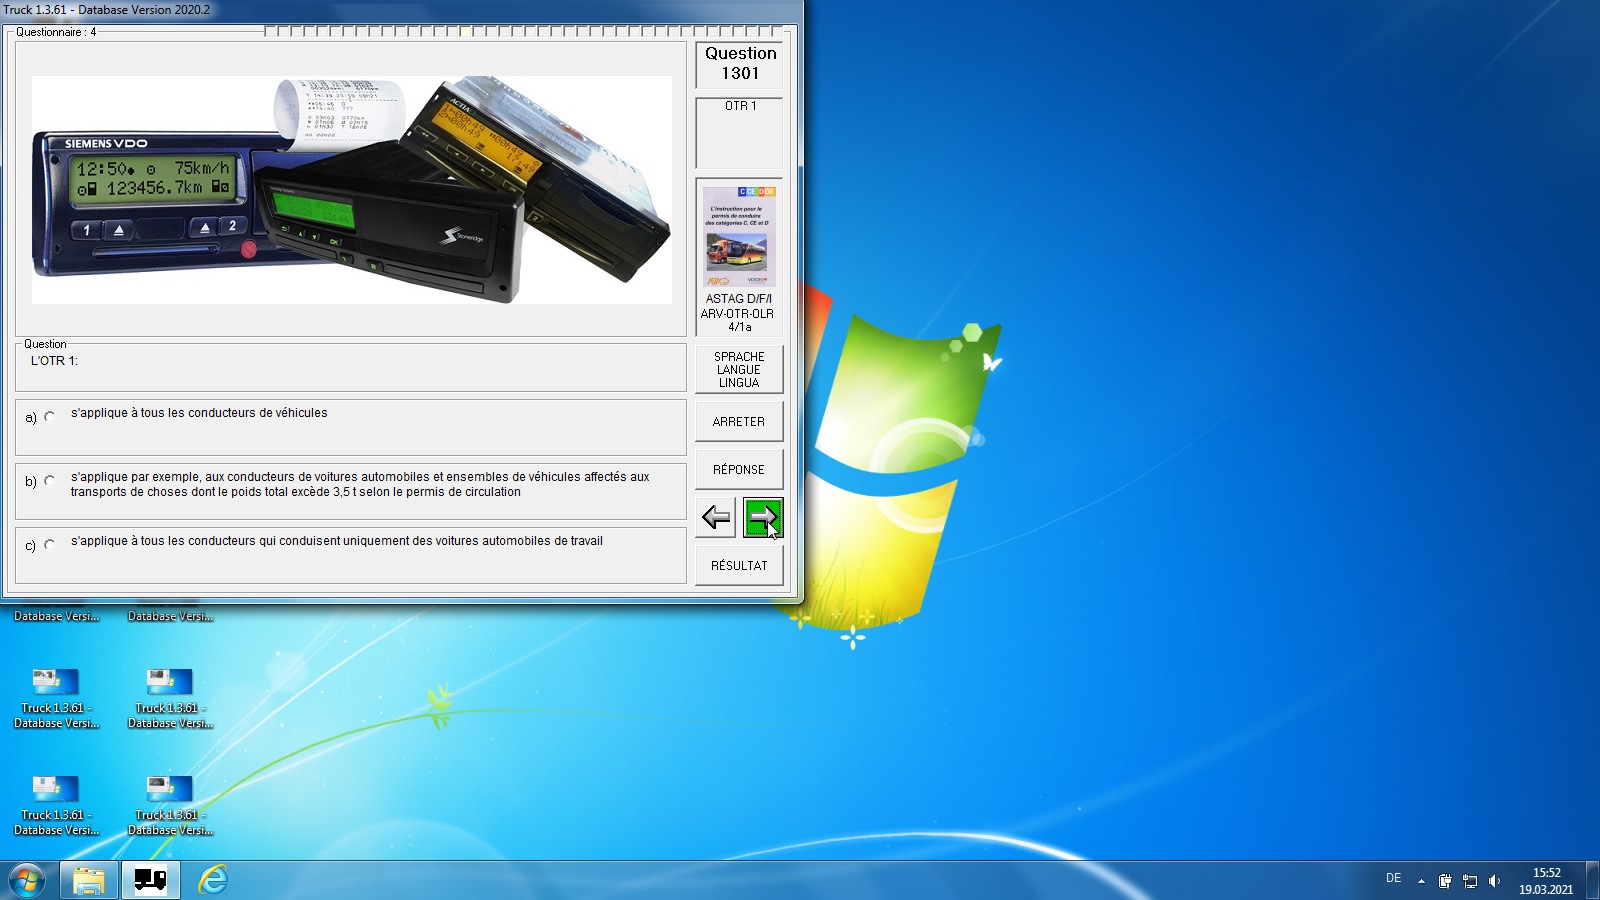 Truck 1.3.61 - Database Version 2020.2
Questionnaire : 4
SIEMENS VDO
12:50
75km/h
123456.7km
1
2
ACTIA
Stoneridge
OK
Question
1301
OTR 1
C CE D DE
L'instruction pour le
permis de conduire
des catégories C, CE et D
ASTAG D/F/I
ARV-OTR-OLR
4/1a
Question
L'OTR 1:
a) s'applique à tous les conducteurs de véhicules
b) s'applique par exemple, aux conducteurs de voitures automobiles et ensembles de véhicules affectés aux
transports de choses dont le poids total excède 3,5 t selon le permis de circulation
c) s'applique à tous les conducteurs qui conduisent uniquement des voitures automobiles de travail
SPRACHE
LANGUE
LINGUA
ARRETER
RÉPONSE
RÉSULTAT
Database Versi...
Database Versi...
Truck 1.3.61 -
Database Versi...
Truck 1.3.61 -
Database Versi...
Truck 1.3.61 -
Database Versi...
Truck 1.3.61 -
Database Versi...
DE
15:52
19.03.2021